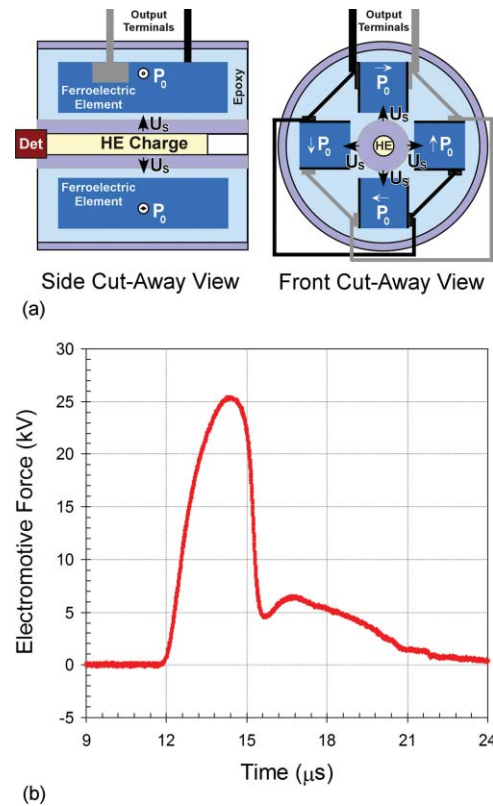 Output
Terminals
P0
Ferroelectric
Element
Epoxy
US
Det
HE Charge
US
Ferroelectric
Element
P0
Side Cut-Away View
Output
Terminals
→
P0
US
↓P0
HE
↑P0
US
US
US
←
P0
Front Cut-Away View
(a)
30
25
20
15
10
5
0
-5
Electromotive Force (kV)
9
12
15
18
21
24
Time (μs)
(b)